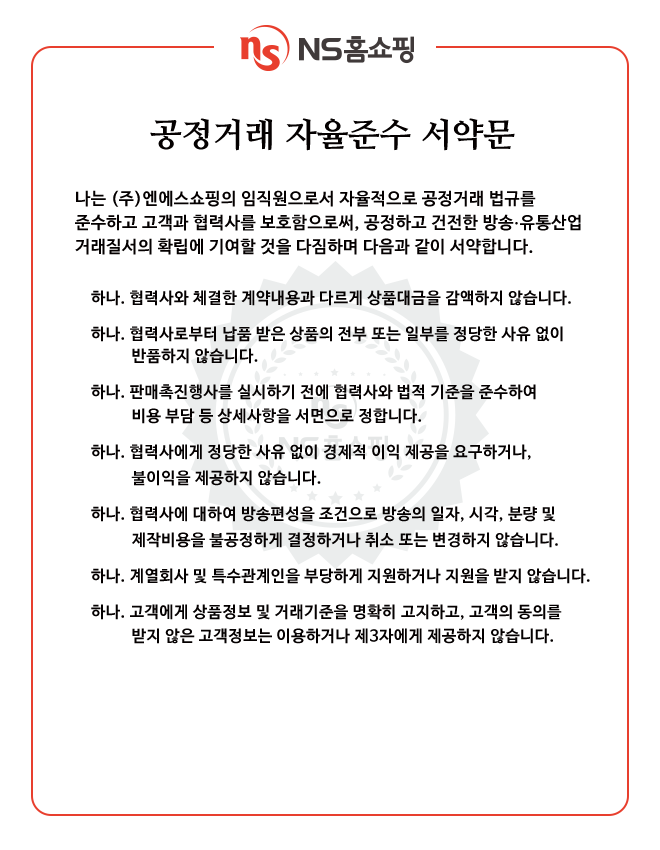 ns NS홈쇼핑
공정거래 자율준수 서약문
나는 (주)엔에스쇼핑의 임직원으로서 자율적으로 공정거래 법규를
준수하고 고객과 협력사를 보호함으로써, 공정하고 건전한 방송·유통산업
거래질서의 확립에 기여할 것을 다짐하며 다음과 같이 서약합니다.
하나. 협력사와 체결한 계약내용과 다르게 상품대금을 감액하지 않습니다.
하나. 협력사로부터 납품 받은 상품의 전부 또는 일부를 정당한 사유 없이
반품하지 않습니다.
하나. 판매촉진행사를 실시하기 전에 협력사와 법적 기준을 준수하여
비용 부담 등 상세사항을 서면으로 정합니다.
하나. 협력사에게 정당한 사유 없이 경제적 이익 제공을 요구하거나,
불이익을 제공하지 않습니다.
하나. 협력사에 대하여 방송편성을 조건으로 방송의 일자, 시각, 분량 및
제작비용을 불공정하게 결정하거나 취소 또는 변경하지 않습니다.
하나. 계열회사 및 특수관계인을 부당하게 지원하거나 지원을 받지 않습니다.
하나. 고객에게 상품정보 및 거래기준을 명확히 고지하고, 고객의 동의를
받지 않은 고객정보는 이용하거나 제3자에게 제공하지 않습니다.
ns
NS홈쇼핑